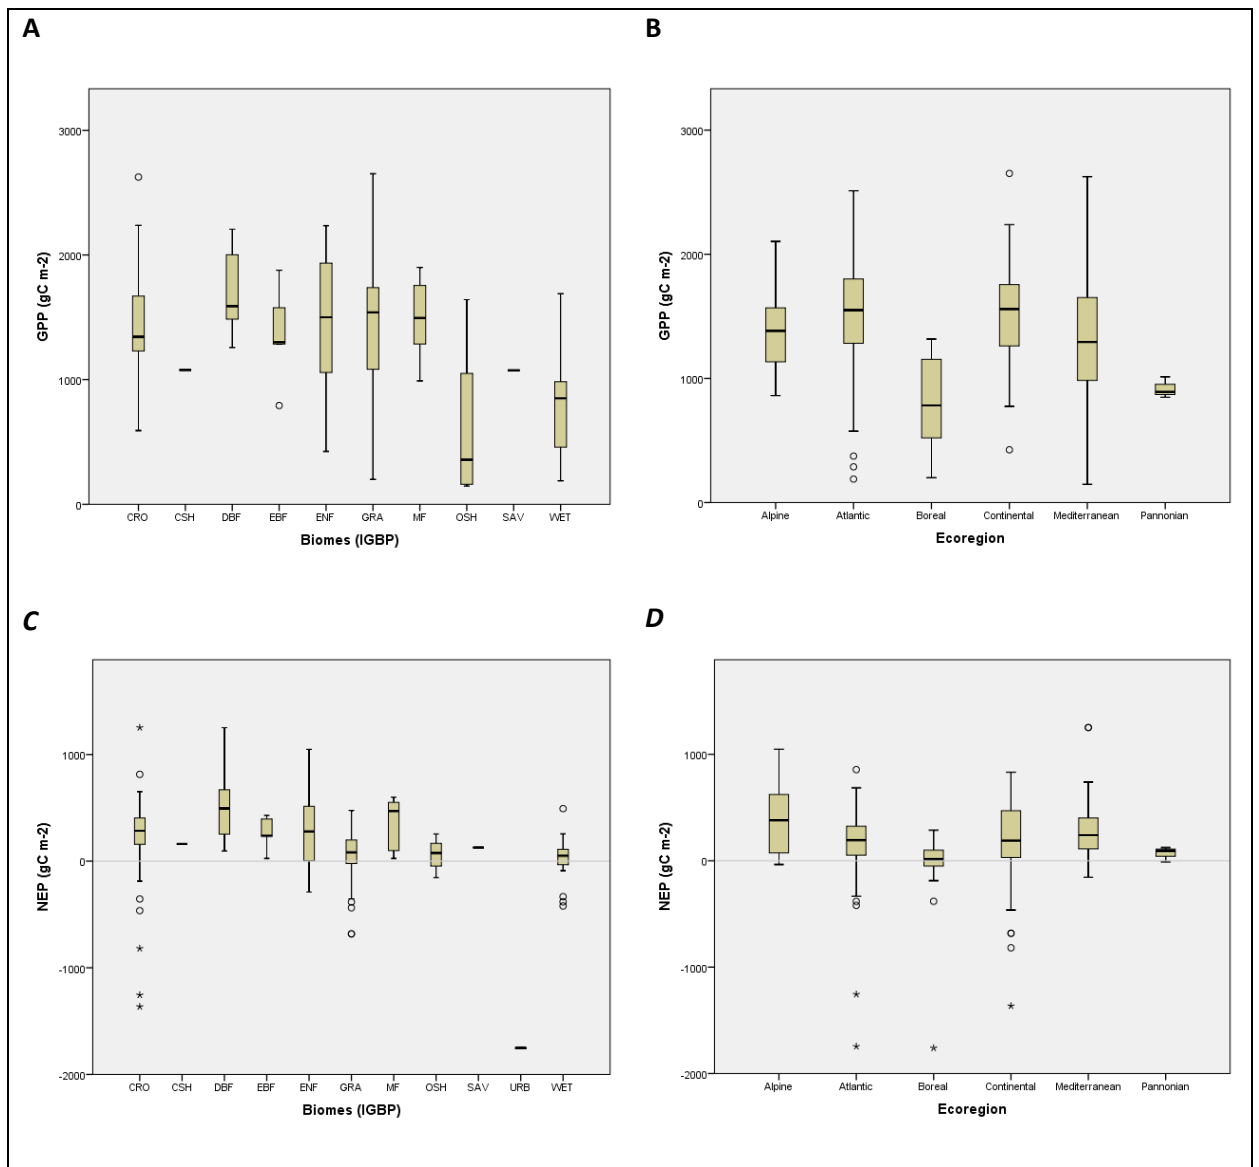 A
B
3000
2000
1000
0
GPP (gC m-2)
CRO CSH DBF EBF ENF GRA MF OSH SAV WET
Biomes (IGBP)
3000
2000
1000
0
GPP (gC m-2)
Alpine Atlantic Boreal Continental Mediterranean Pannonian
Ecoregion
C
D
1000
0
-1000
-2000
NEP (gC m-2)
CRO CSH DBF EBF ENF GRA MF OSH SAV URB WET
Biomes (IGBP)
1000
0
-1000
-2000
NEP (gC m-2)
Alpine Atlantic Boreal Continental Mediterranean Pannonian
Ecoregion